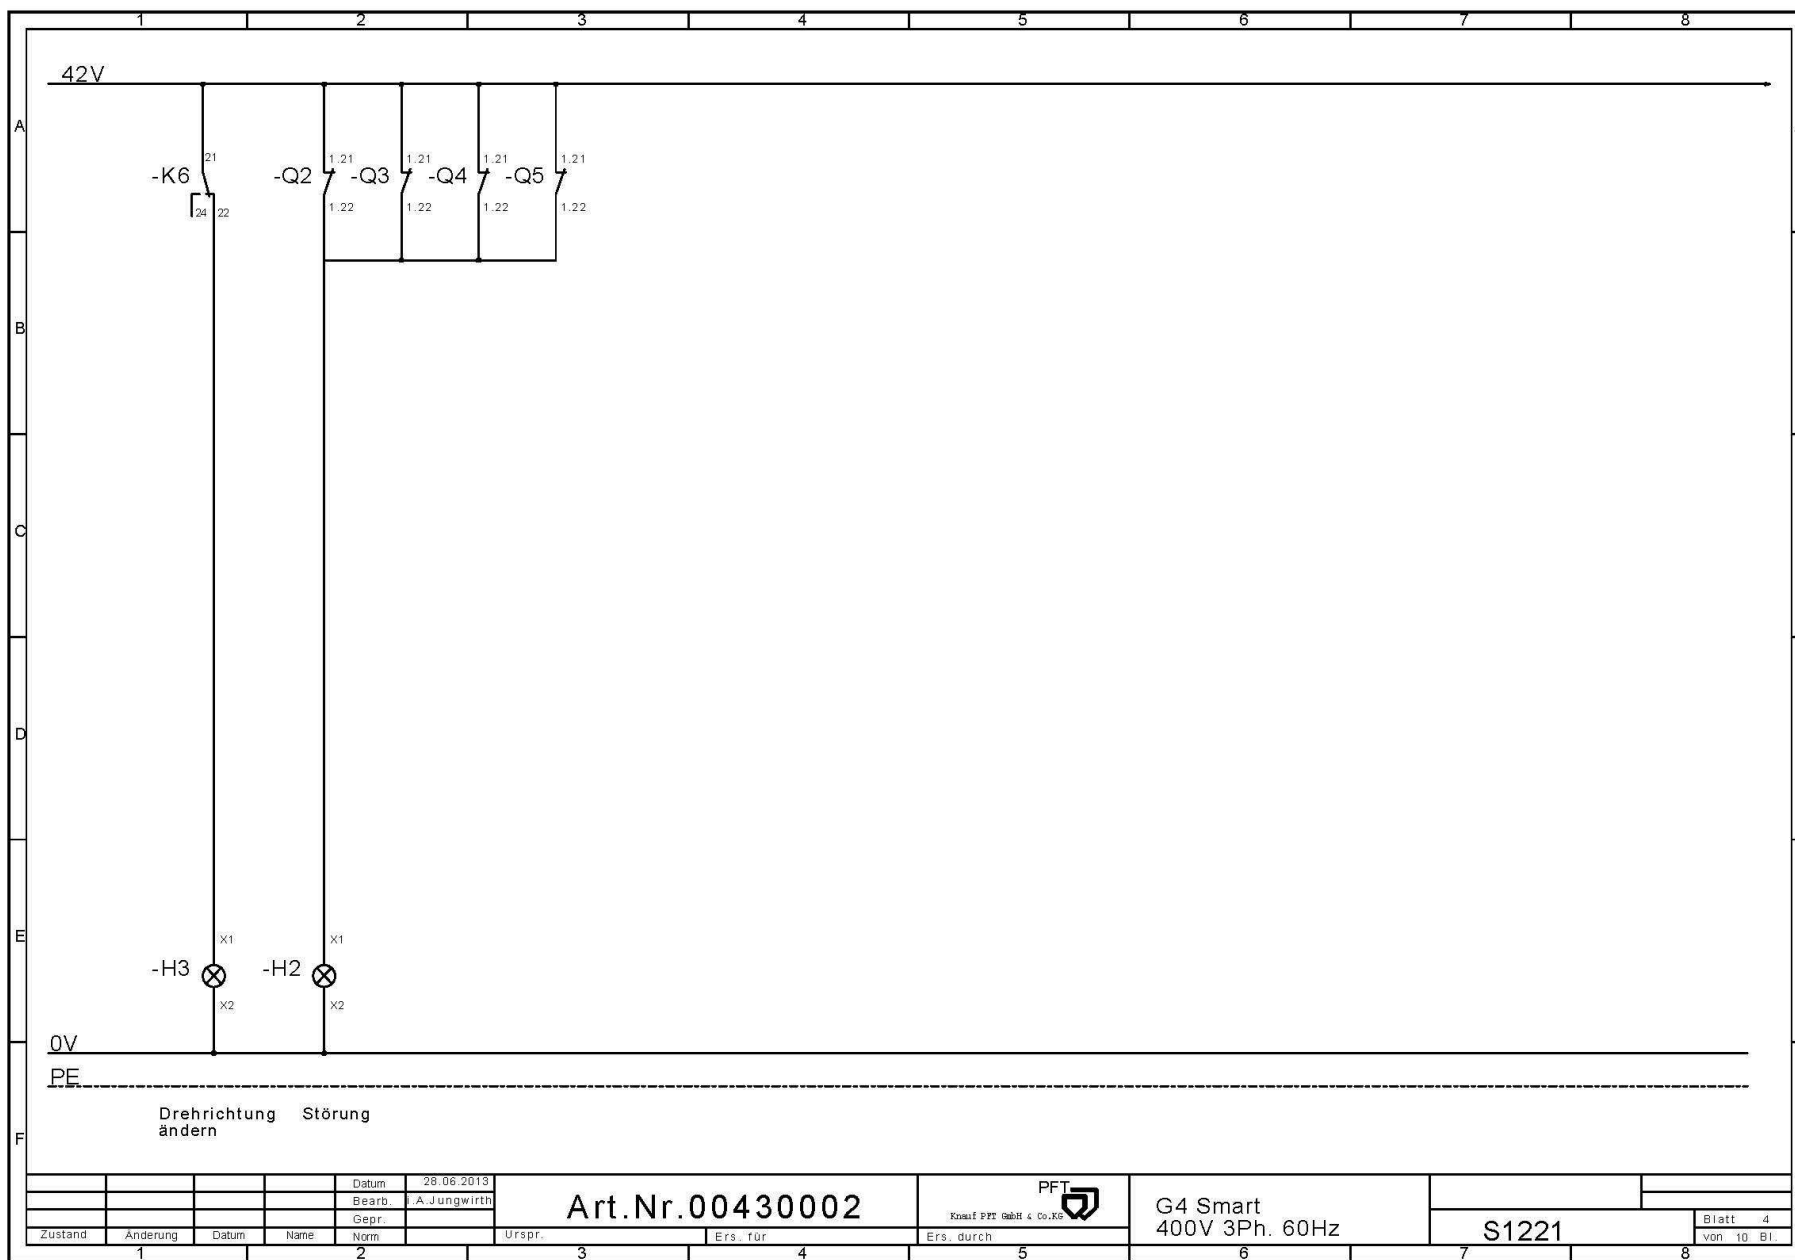 1 2 3 4 5 6 7 8
42V
A
21 1.21 1.21 1.21 1.21
-K6 -Q2 -Q3 -Q4 -Q5
24 22 1.22 1.22 1.22 1.22
B
C
D
E
X1 X1
-H3 -H2
X2 X2
0V
PE
Drehrichtung Störung
ändern
F
Datum 28.06.2013
Bearb. i.A.Jungwirth
Gepr.
Zustand Änderung Datum Name Norm
Art.Nr.00430002
Urspr. Ers. für Ers. durch
PFT
Knauf PFT GmbH & Co.KG
G4 Smart
400V 3Ph. 60Hz
S1221
Blatt 4
von 10 Bl.
1 2 3 4 5 6 7 8